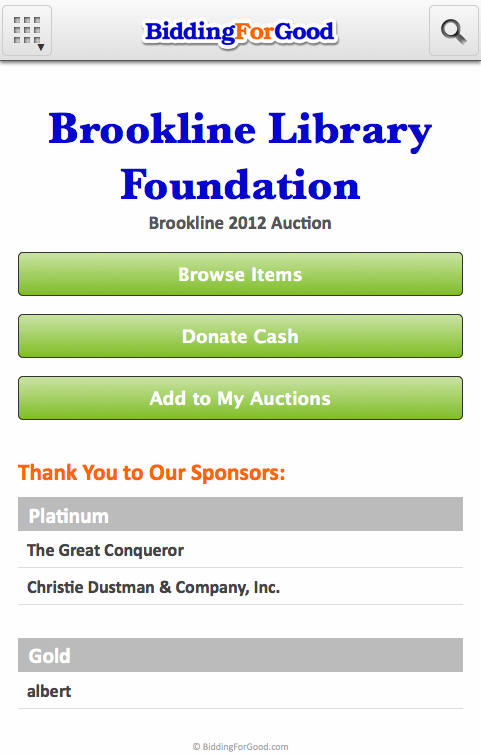 BiddingForGood
Brookline Library
Foundation
Brookline 2012 Auction
Browse Items
Donate Cash
Add to My Auctions
Thank You to Our Sponsors:
Platinum
The Great Conqueror
Christie Dustman & Company, Inc.
Gold
albert
© BiddingForGood.com